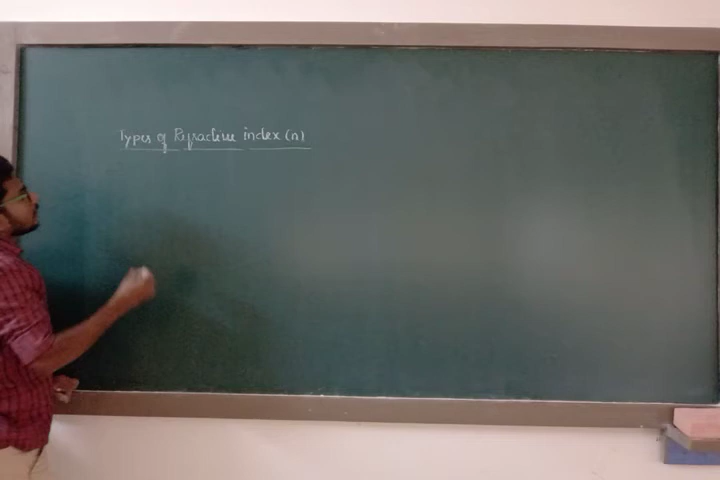 Types of Refractive index (n)